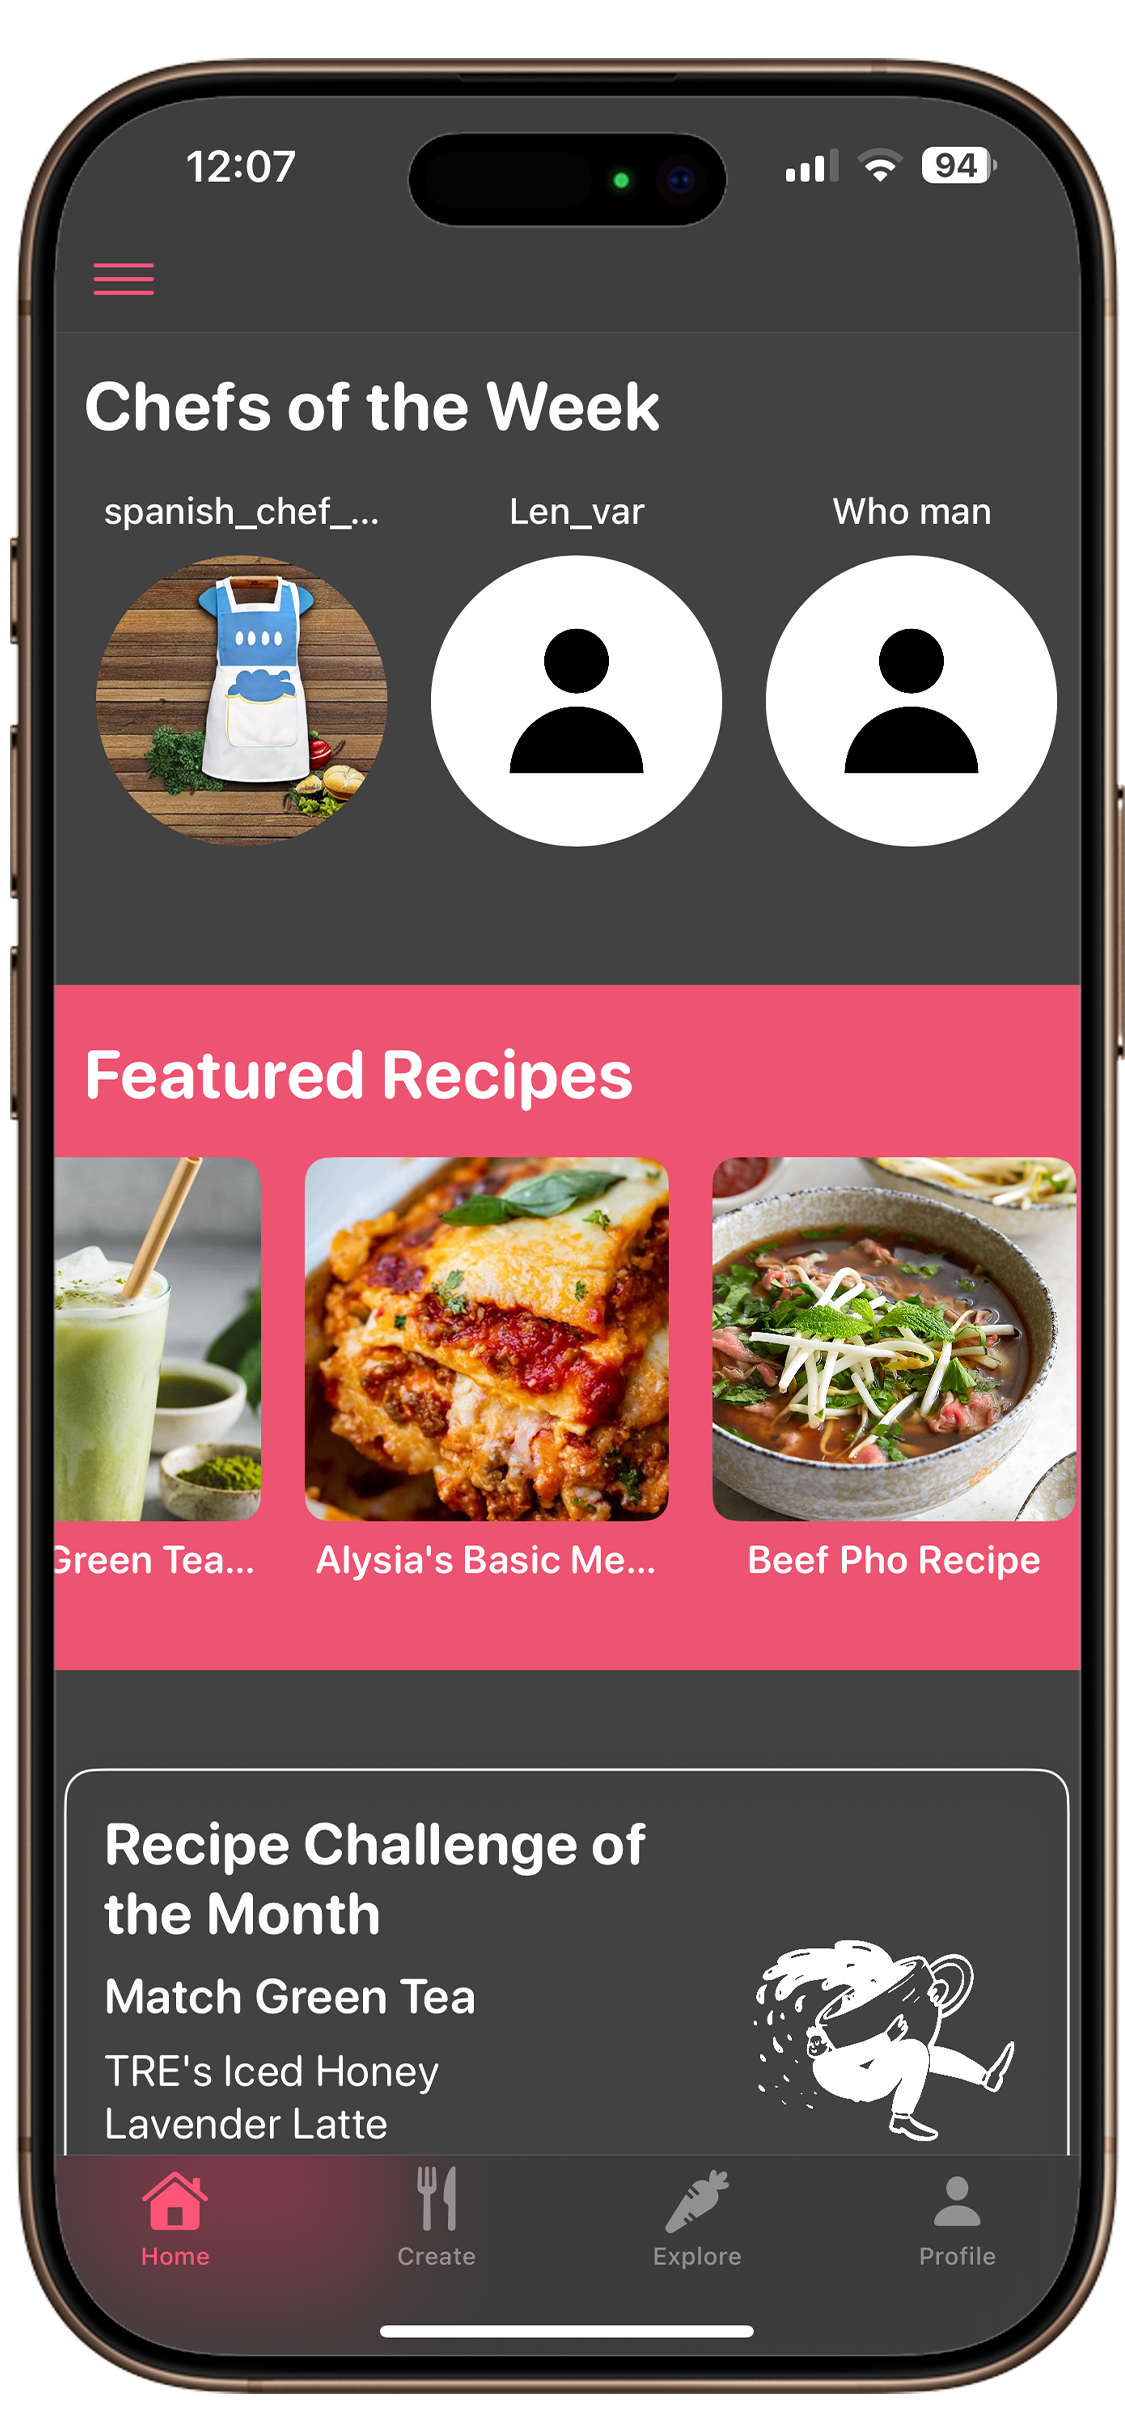 12:07
94
Chefs of the Week
spanish_chef_...
Len_var
Who man
Featured Recipes
Green Tea...
Alysia's Basic Me...
Beef Pho Recipe
Recipe Challenge of
the Month
Match Green Tea
TRE's Iced Honey
Lavender Latte
Home
Create
Explore
Profile